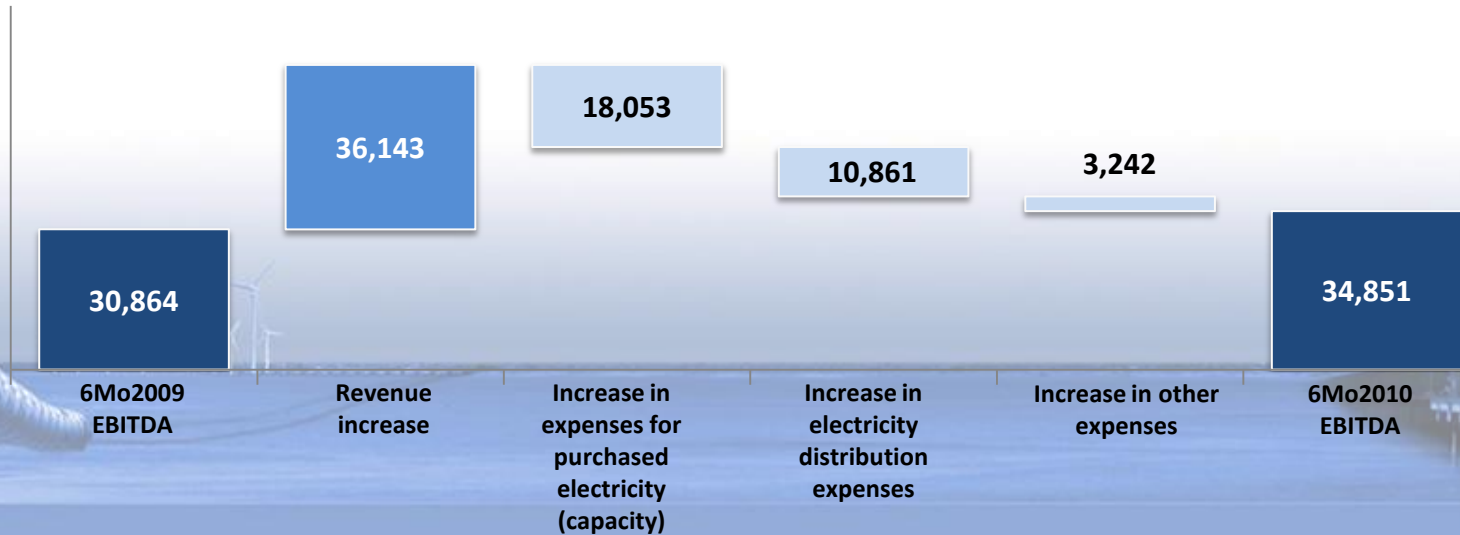 36,143
18,053
10,861
3,242
30,864
34,851
6Mo2009
EBITDA
Revenue
increase
Increase in
expenses for
purchased
electricity
(capacity)
Increase in
electricity
distribution
expenses
Increase in other
expenses
6Mo2010
EBITDA